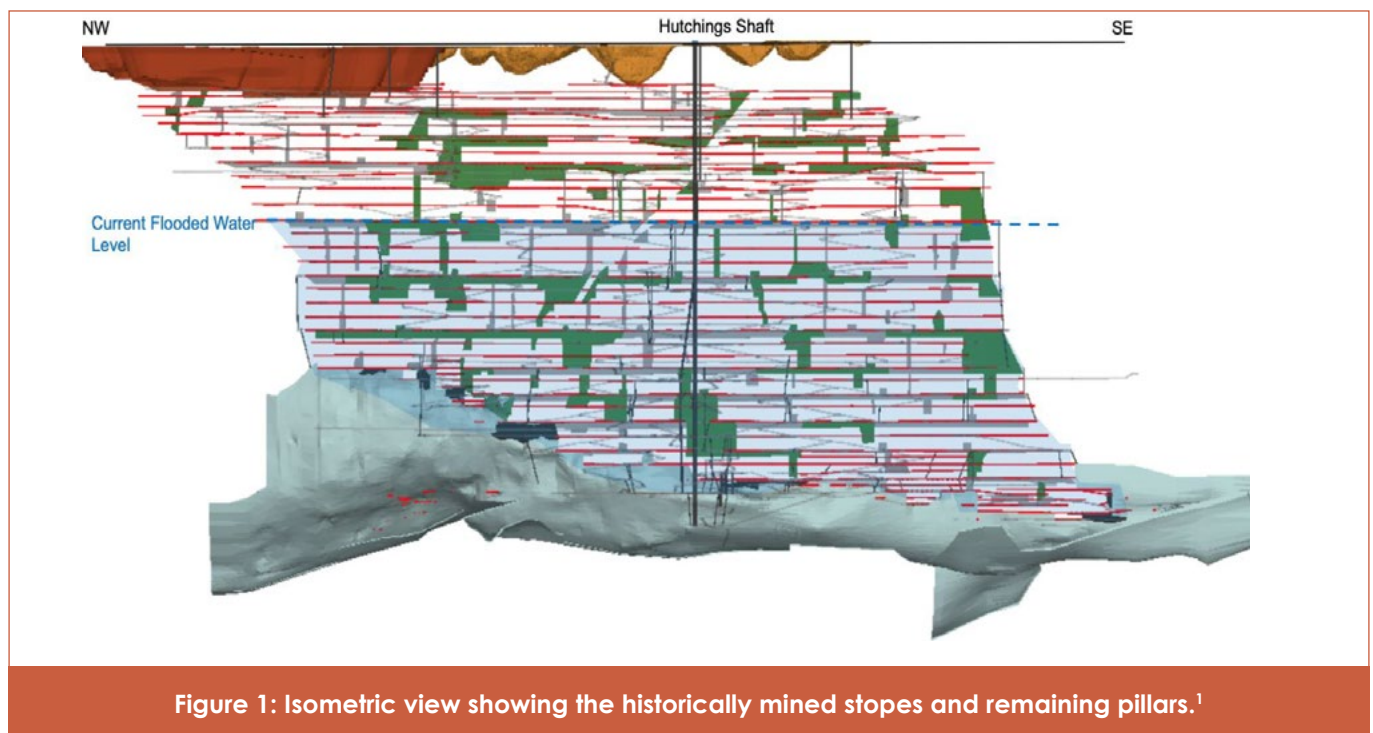 NW
Hutchings Shaft
SE
Current Flooded Water
Level
Figure 1: Isometric view showing the historically mined stopes and remaining pillars.1